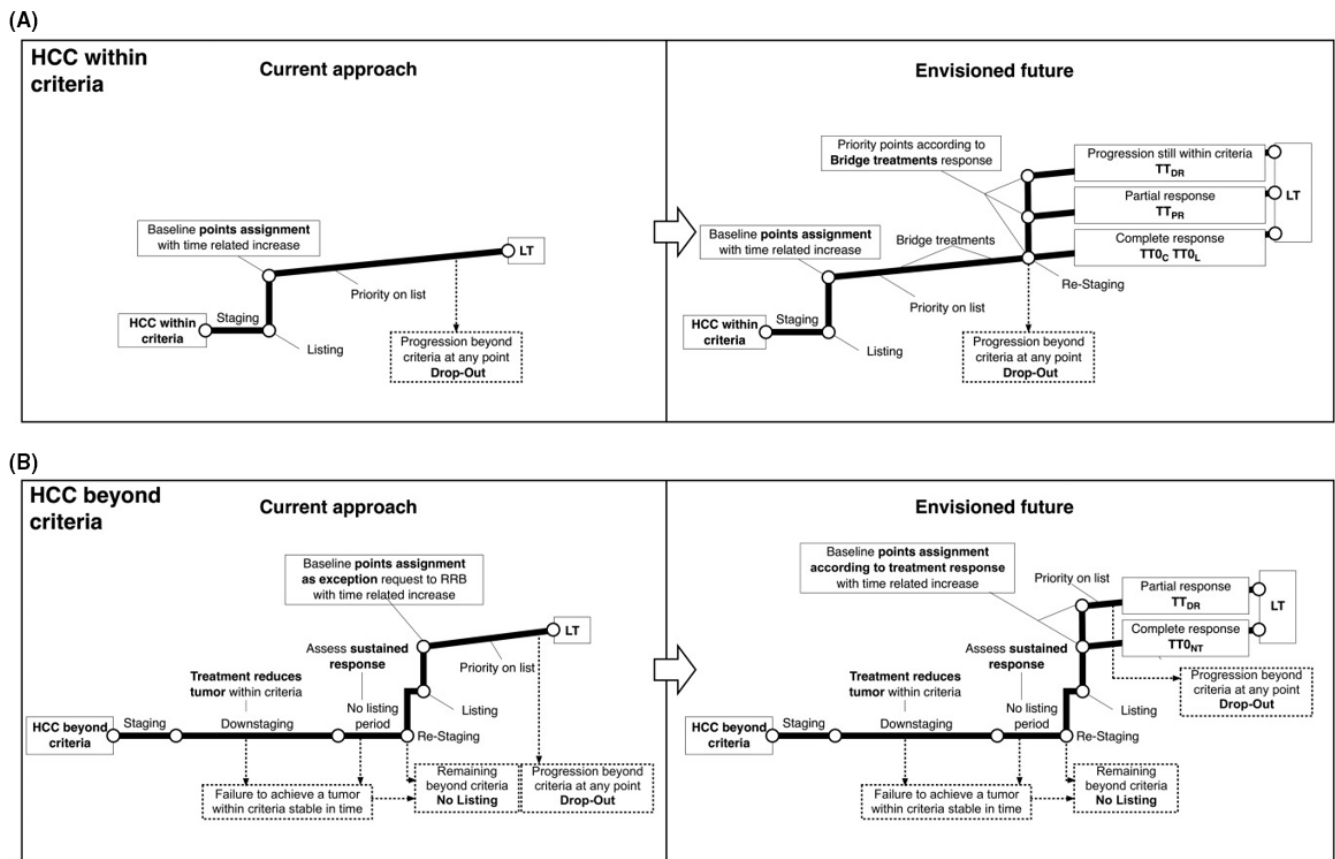 (A)
HCC within
criteria
Current approach
Baseline points assignment
with time related increase
LT
Priority on list
HCC within
criteria
Staging
Listing
Progression beyond
criteria at any point
Drop-Out
Envisioned future
Priority points according to
Bridge treatments response
Progression still within criteria
TTDR
Partial response
TTPR
LT
Complete response
TT0C TT0L
Baseline points assignment
with time related increase
Bridge treatments
Re-Staging
Priority on list
HCC within
criteria
Staging
Listing
Progression beyond
criteria at any point
Drop-Out
(B)
HCC beyond
criteria
Current approach
Baseline points assignment
as exception request to RRB
with time related increase
LT
Assess sustained
response
Priority on list
Treatment reduces
tumor within criteria
No listing
period
Listing
HCC beyond
criteria
Staging
Downstaging
Re-Staging
Failure to achieve a tumor
within criteria stable in time
Remaining
beyond criteria
No Listing
Progression beyond
criteria at any point
Drop-Out
Envisioned future
Baseline points assignment
according to treatment response
with time related increase
Priority on list
Partial response
TTDR
LT
Complete response
TT0NT
Assess sustained
response
Treatment reduces
tumor within criteria
No listing
period
Listing
Progression beyond
criteria at any point
Drop-Out
HCC beyond
criteria
Staging
Downstaging
Re-Staging
Failure to achieve a tumor
within criteria stable in time
Remaining
beyond criteria
No Listing